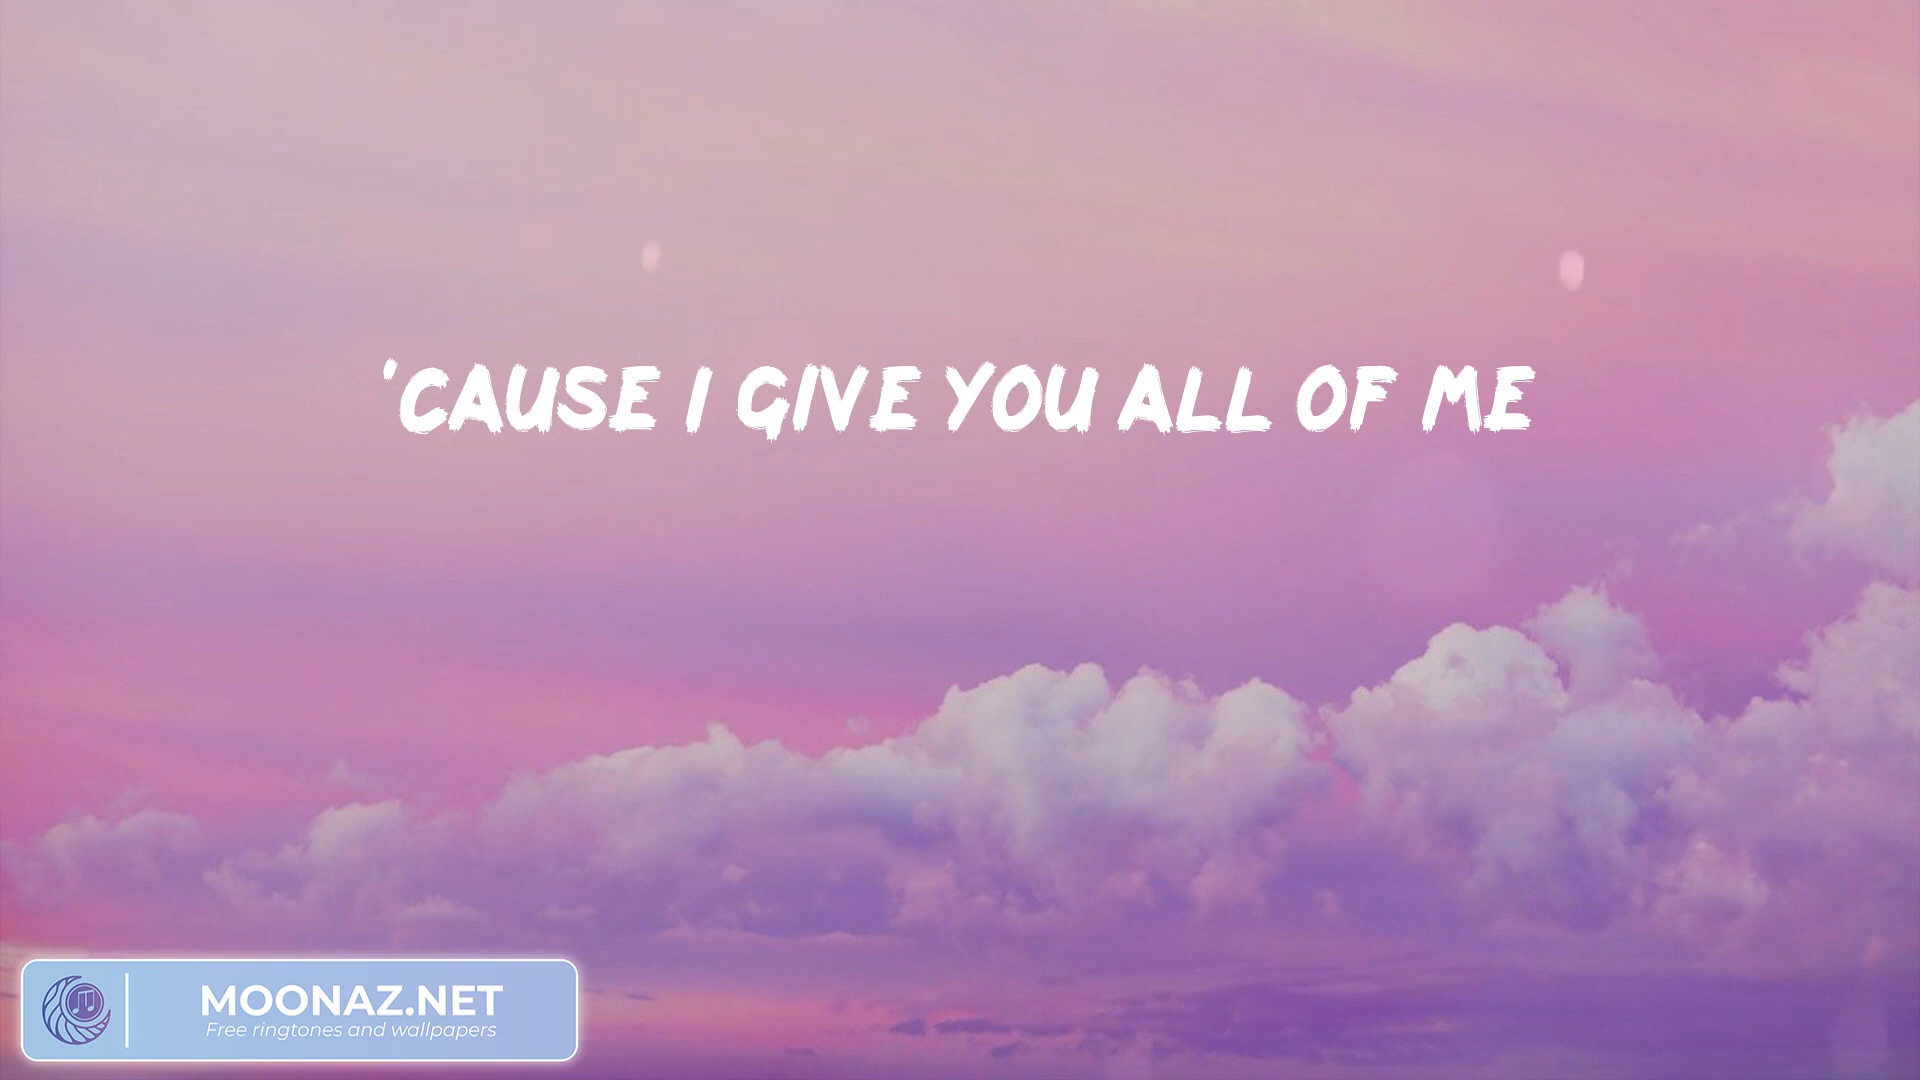 'CAUSE I GIVE YOU ALL OF ME
MOONAZ.NET
Free ringtones and wallpapers